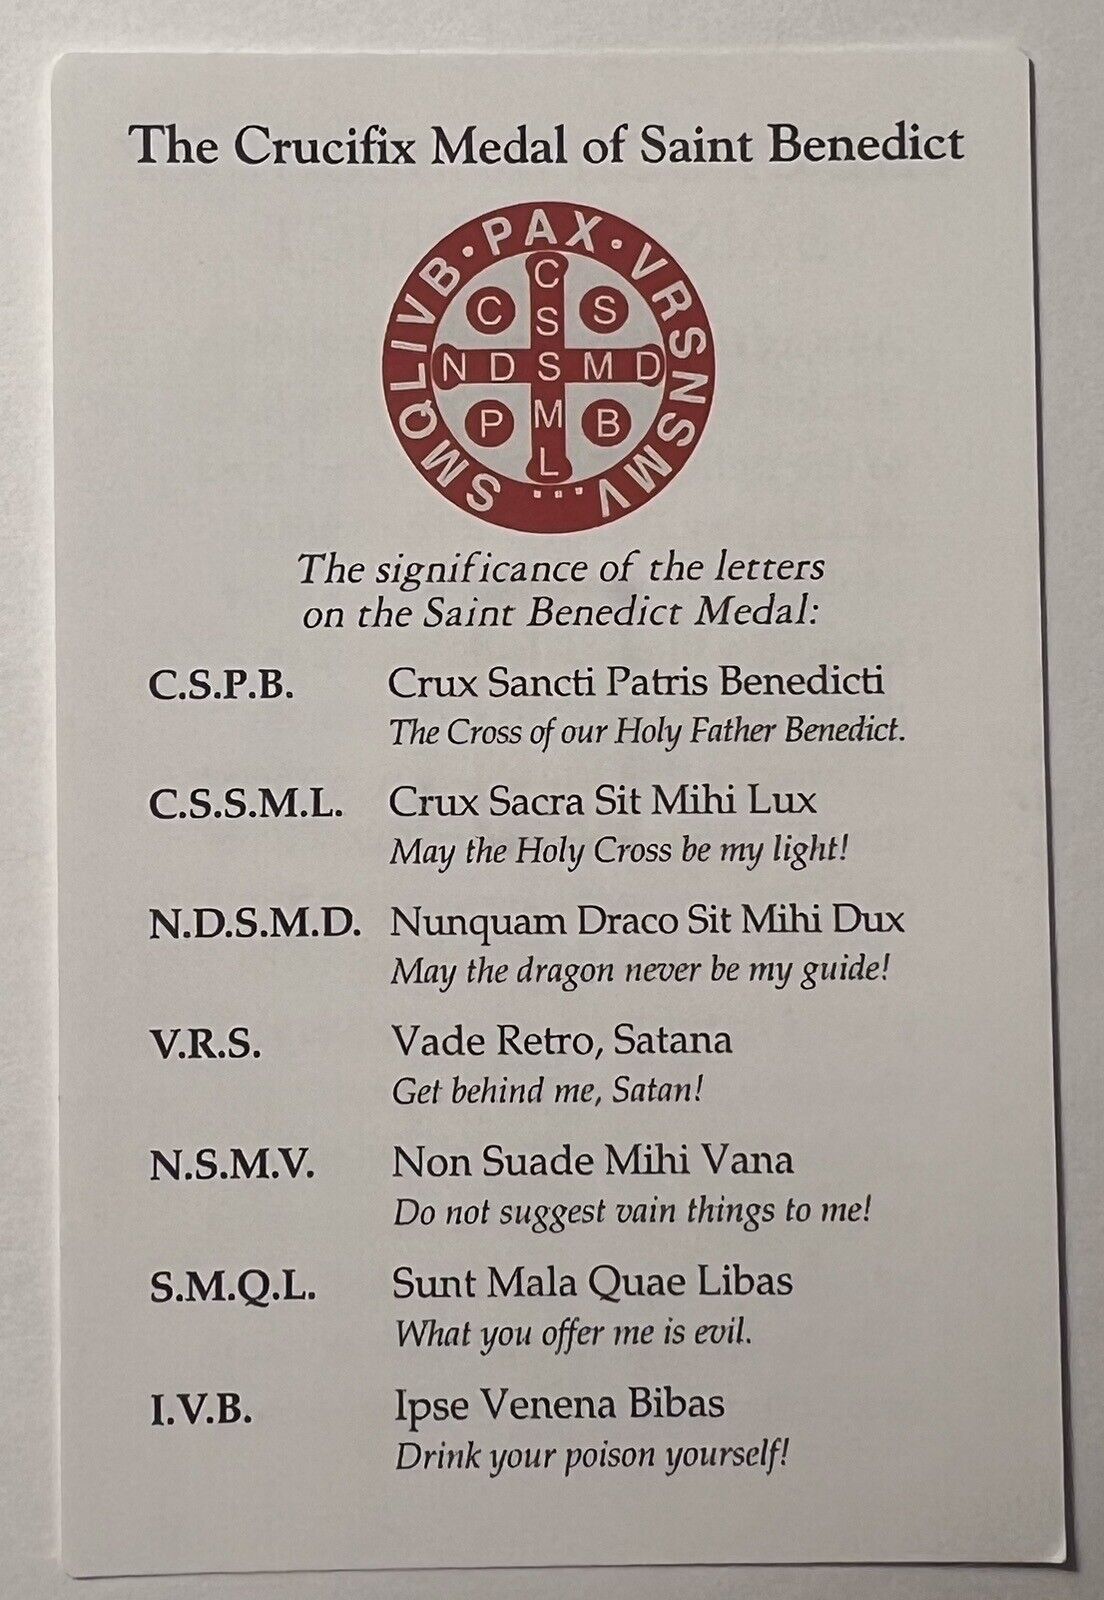 The Crucifix Medal of Saint Benedict
PAX · VRSNSMV ... SMQLIVB ·
C
C S
S
N D S M D
P M B
L
The significance of the letters
on the Saint Benedict Medal:
C.S.P.B. Crux Sancti Patris Benedicti
The Cross of our Holy Father Benedict.
C.S.S.M.L. Crux Sacra Sit Mihi Lux
May the Holy Cross be my light!
N.D.S.M.D. Nunquam Draco Sit Mihi Dux
May the dragon never be my guide!
V.R.S. Vade Retro, Satana
Get behind me, Satan!
N.S.M.V. Non Suade Mihi Vana
Do not suggest vain things to me!
S.M.Q.L. Sunt Mala Quae Libas
What you offer me is evil.
I.V.B. Ipse Venena Bibas
Drink your poison yourself!